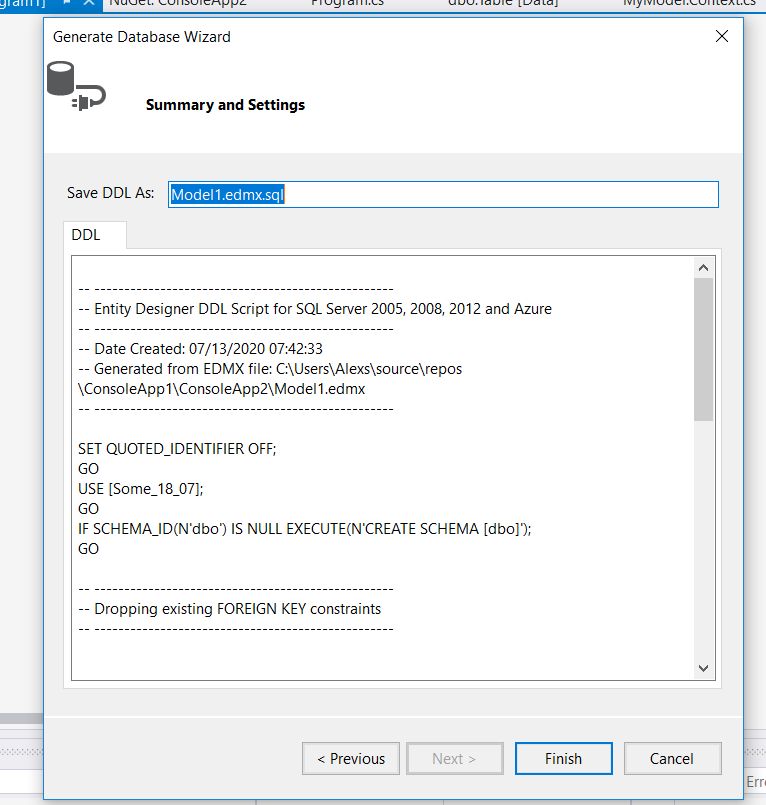 NuGet: ConsoleApp2 Program.cs dbo.Table [Data] MyModel.Context.cs
Generate Database Wizard
Summary and Settings
Save DDL As: Model1.edmx.sql
DDL
-- --------------------------------------------------
-- Entity Designer DDL Script for SQL Server 2005, 2008, 2012 and Azure
-- --------------------------------------------------
-- Date Created: 07/13/2020 07:42:33
-- Generated from EDMX file: C:\Users\Alexs\source\repos
\ConsoleApp1\ConsoleApp2\Model1.edmx
-- --------------------------------------------------
SET QUOTED_IDENTIFIER OFF;
GO
USE [Some_18_07];
GO
IF SCHEMA_ID(N'dbo') IS NULL EXECUTE(N'CREATE SCHEMA [dbo]');
GO
-- --------------------------------------------------
-- Dropping existing FOREIGN KEY constraints
-- --------------------------------------------------
< Previous Next > Finish Cancel